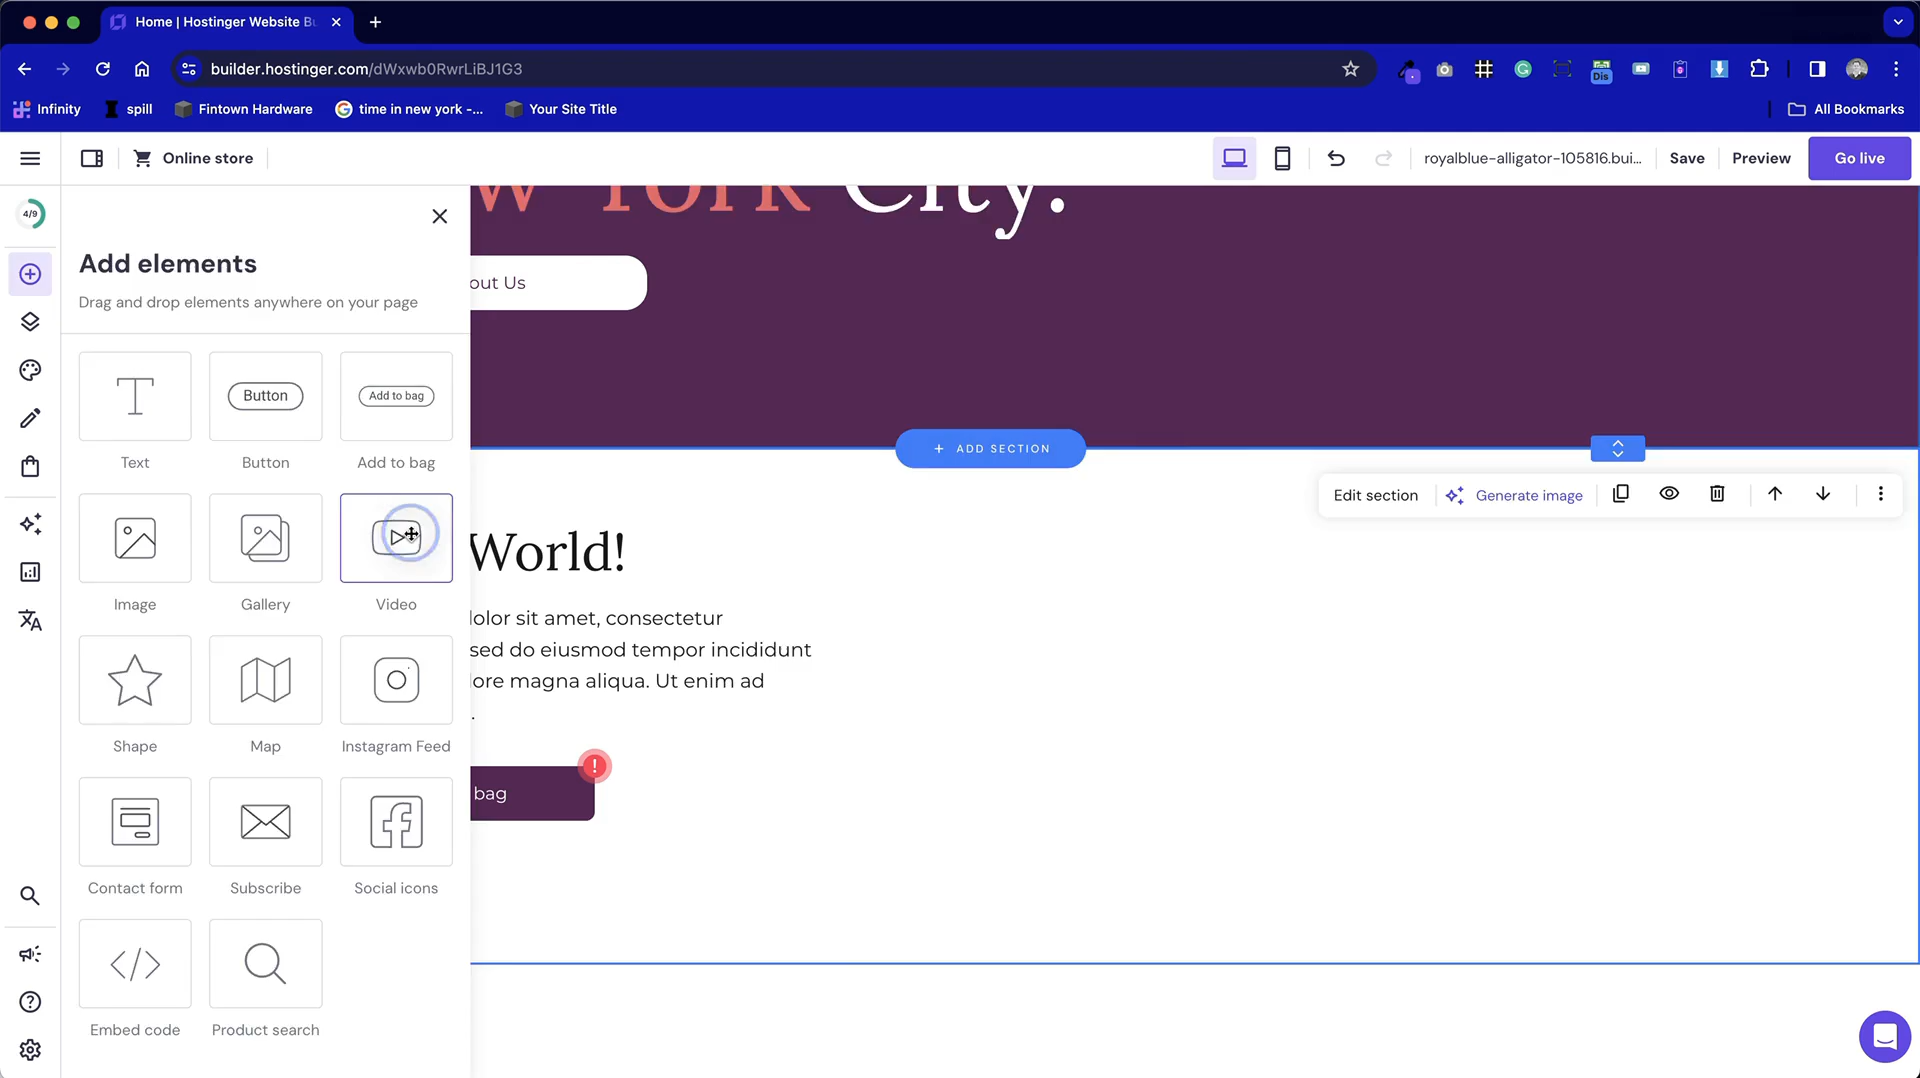 Home | Hostinger Website Bu
builder.hostinger.com/dWxwb0RwrLiBJ1G3
Dis
Infinity
spill
Fintown Hardware
time in new york -...
Your Site Title
All Bookmarks
Online store
royalblue-alligator-105816.bui...
Save
Preview
Go live
4/9
w York City.
Add elements
Drag and drop elements anywhere on your page
out Us
Button
Add to bag
Text
Button
Add to bag
+ ADD SECTION
Edit section
Generate image
World!
Image
Gallery
Video
dolor sit amet, consectetur
sed do eiusmod tempor incididunt
lore magna aliqua. Ut enim ad
.
Shape
Map
Instagram Feed
!
bag
Contact form
Subscribe
Social icons
Embed code
Product search